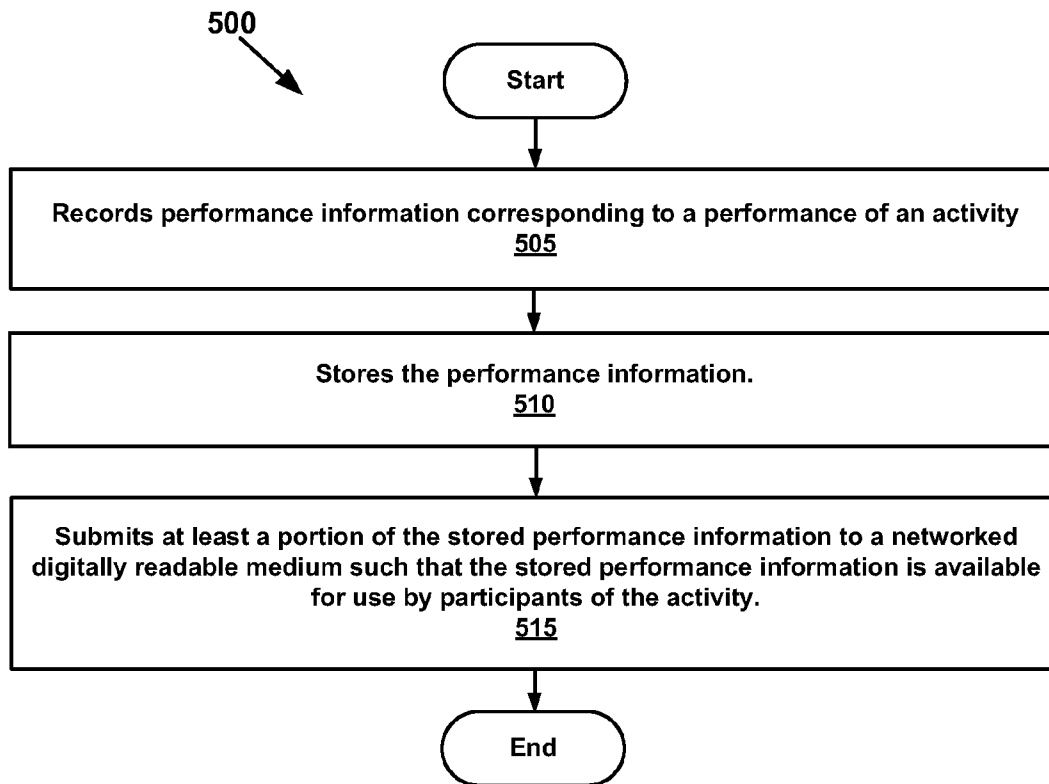 500
Start
Records performance information corresponding to a performance of an activity
505
Stores the performance information.
510
Submits at least a portion of the stored performance information to a networked
digitally readable medium such that the stored performance information is available
for use by participants of the activity.
515
End